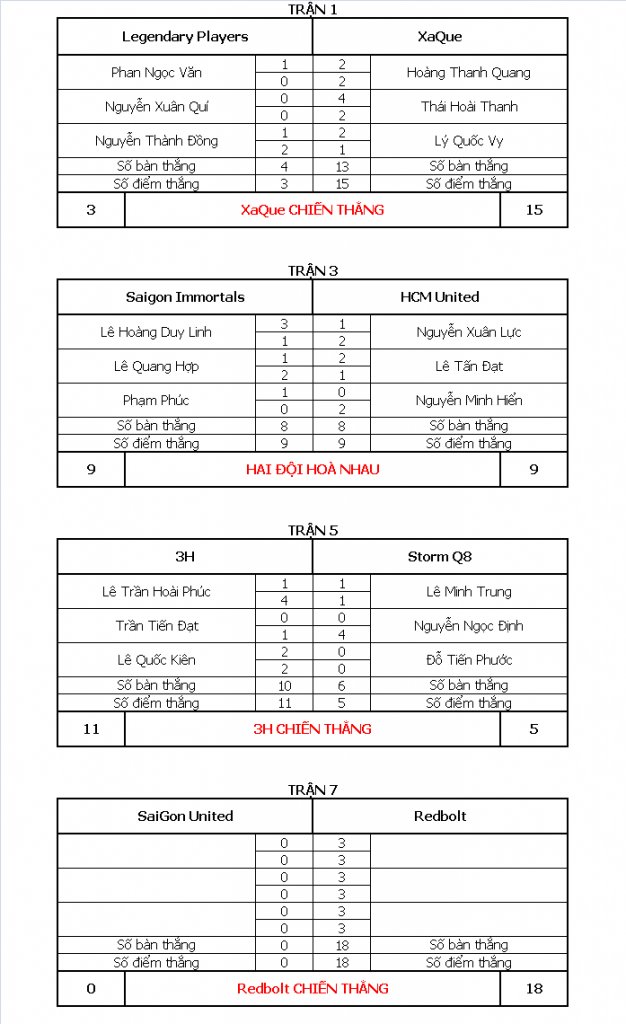 TRẬN 1
Legendary Players XaQue
Phan Ngọc Văn 1 2 Hoàng Thanh Quang
0 2
Nguyễn Xuân Quí 0 4 Thái Hoài Thanh
0 2
Nguyễn Thành Đồng 1 2 Lý Quốc Vy
2 1
Số bàn thắng 4 13 Số bàn thắng
Số điểm thắng 3 15 Số điểm thắng
3 XaQue CHIẾN THẮNG 15
TRẬN 3
Saigon Immortals HCM United
Lê Hoàng Duy Linh 3 1 Nguyễn Xuân Lực
1 2
Lê Quang Hợp 1 2 Lê Tấn Đạt
2 1
Phạm Phúc 1 0 Nguyễn Minh Hiển
0 2
Số bàn thắng 8 8 Số bàn thắng
Số điểm thắng 9 9 Số điểm thắng
9 HAI ĐỘI HOÀ NHAU 9
TRẬN 5
3H Storm Q8
Lê Trần Hoài Phúc 1 1 Lê Minh Trung
4 1
Trần Tiến Đạt 0 0 Nguyễn Ngọc Định
1 4
Lê Quốc Kiên 2 0 Đỗ Tiến Phước
2 0
Số bàn thắng 10 6 Số bàn thắng
Số điểm thắng 11 5 Số điểm thắng
11 3H CHIẾN THẮNG 5
TRẬN 7
SaiGon United Redbolt
0 3
0 3
0 3
0 3
0 3
0 3
Số bàn thắng 0 18 Số bàn thắng
Số điểm thắng 0 18 Số điểm thắng
0 Redbolt CHIẾN THẮNG 18